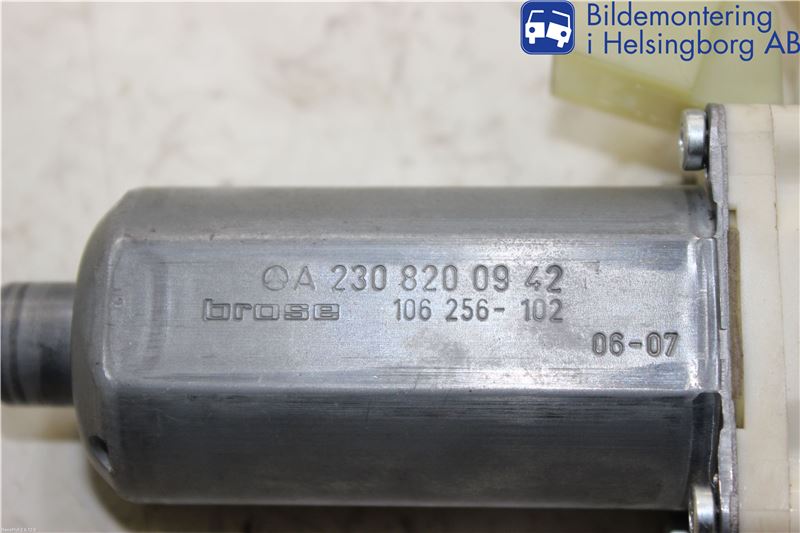 Bildemontering
i Helsingborg AB
A 230 820 09 42
brose 106 256-102
06-07